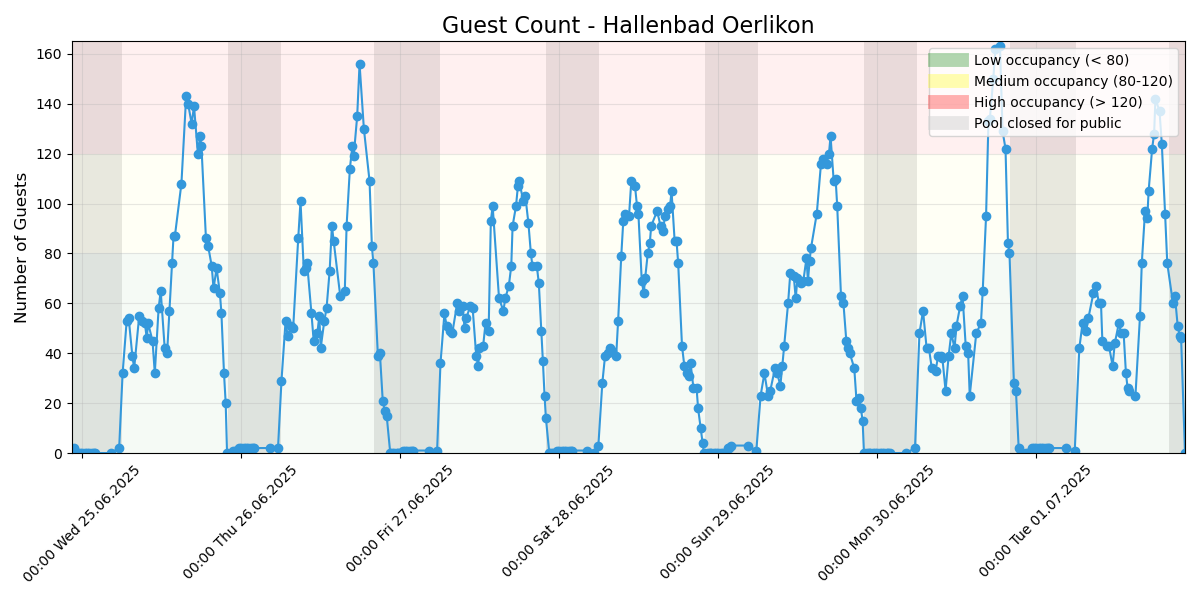 Guest Count - Hallenbad Oerlikon
Number of Guests
160
140
120
100
80
60
40
20
0
Low occupancy (< 80)
Medium occupancy (80-120)
High occupancy (> 120)
Pool closed for public
00:00 Wed 25.06.2025
00:00 Thu 26.06.2025
00:00 Fri 27.06.2025
00:00 Sat 28.06.2025
00:00 Sun 29.06.2025
00:00 Mon 30.06.2025
00:00 Tue 01.07.2025